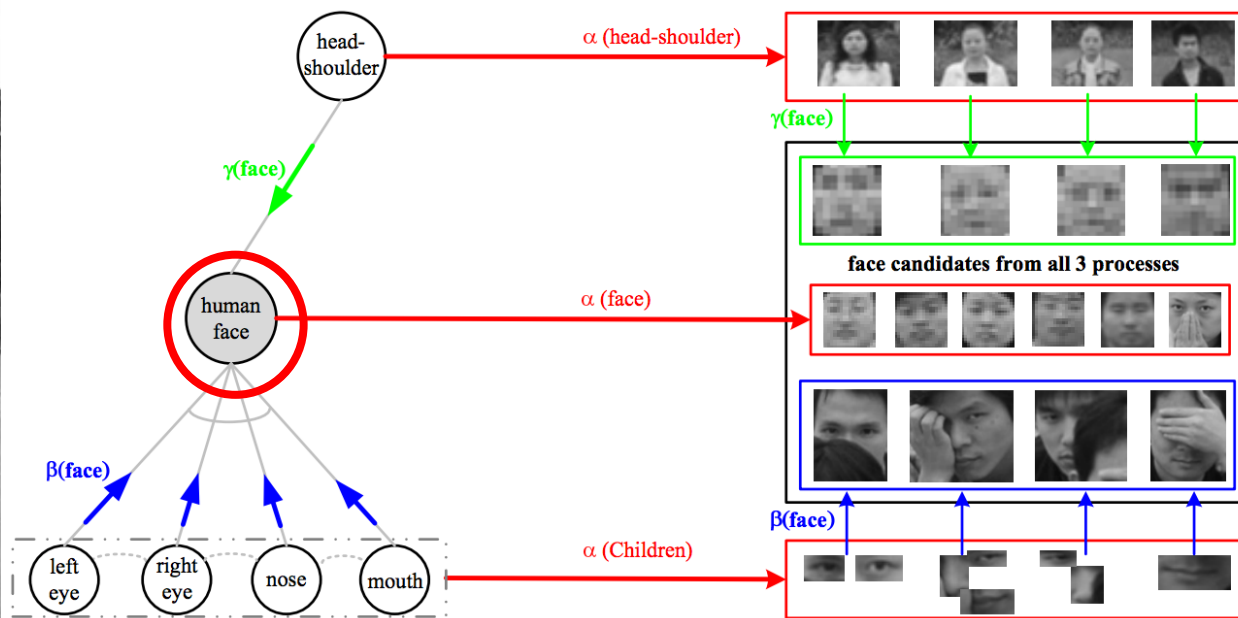 head-
shoulder
α (head-shoulder)
γ(face)
γ(face)
face candidates from all 3 processes
human
face
α (face)
β(face)
β(face)
left
eye
right
eye
nose
mouth
α (Children)